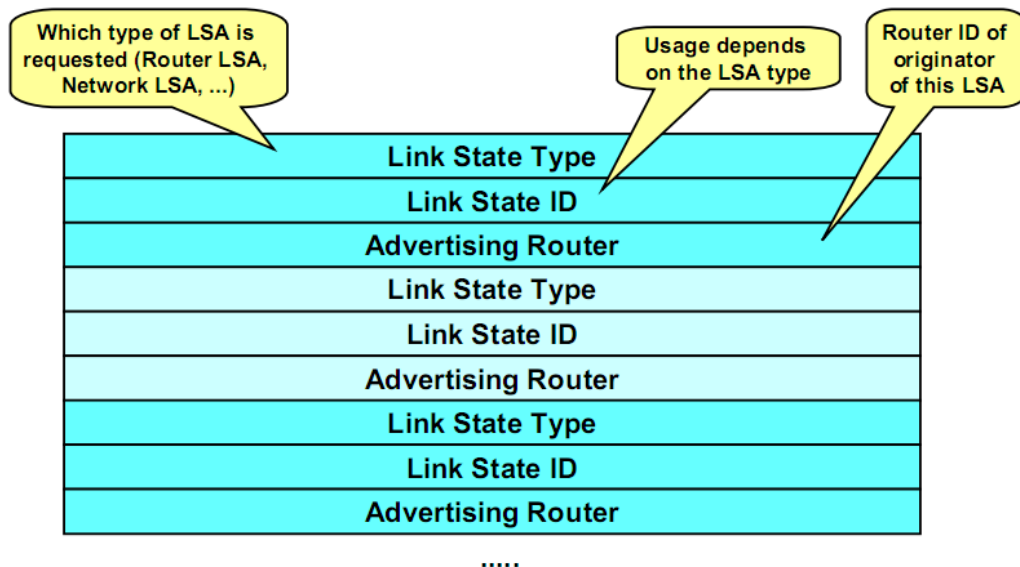 Which type of LSA is
requested (Router LSA,
Network LSA, ...)
Usage depends
on the LSA type
Router ID of
originator
of this LSA
Link State Type
Link State ID
Advertising Router
Link State Type
Link State ID
Advertising Router
Link State Type
Link State ID
Advertising Router
.....